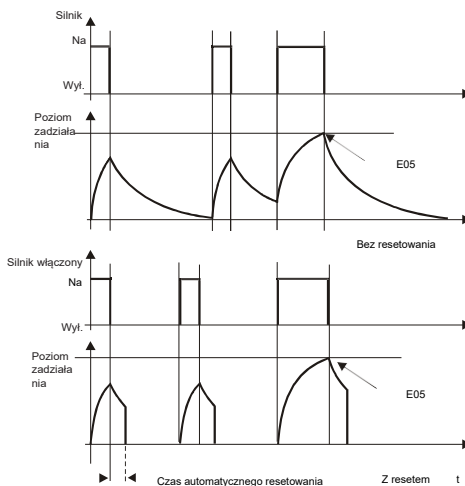 Silnik
Na
Wył.
Poziom
zadziała
nia
E05
Bez resetowania
Silnik włączony
Na
Wył.
Poziom
zadziała
nia
E05
Czas automatycznego resetowania
Z resetem t